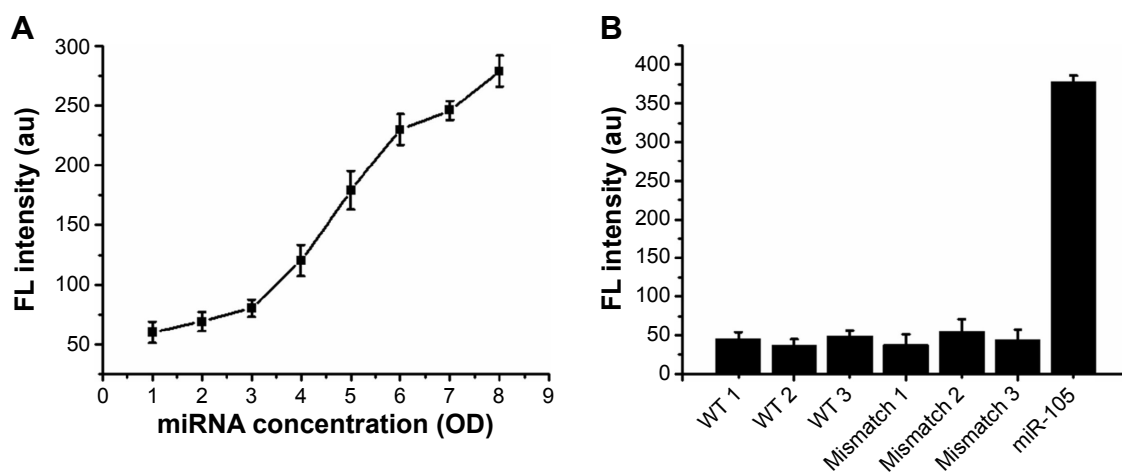 A
FL intensity (au)
300
250
200
150
100
50
0 1 2 3 4 5 6 7 8 9
miRNA concentration (OD)
B
FL intensity (au)
400
350
300
250
200
150
100
50
0
WT 1
WT 2
WT 3
Mismatch 1
Mismatch 2
Mismatch 3
miR-105